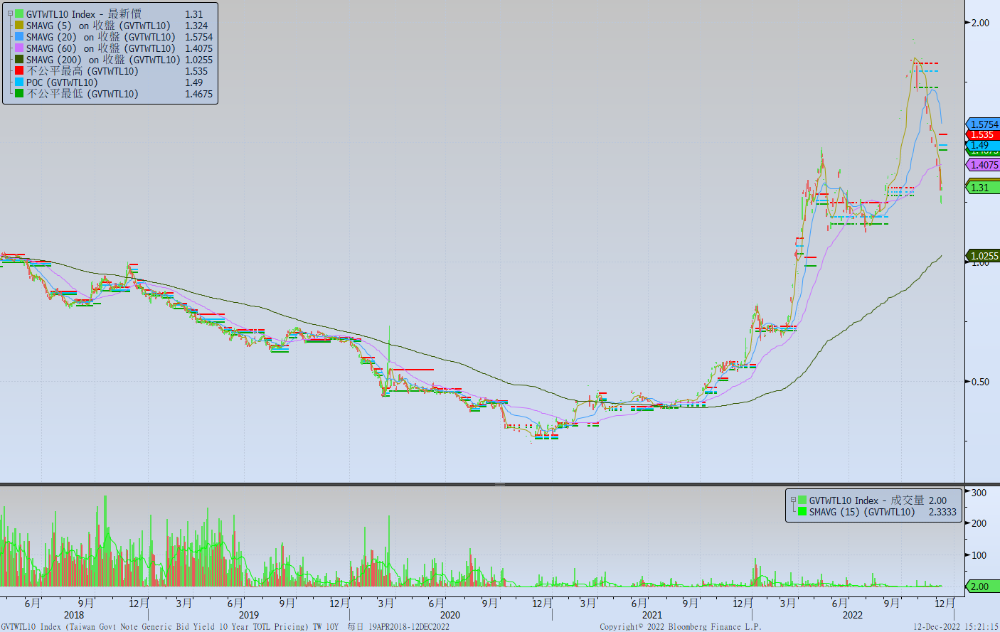 GVTWTL10 Index - 最新價 1.31
SMAVG (5) on 收盤 (GVTWTL10) 1.324
SMAVG (20) on 收盤 (GVTWTL10) 1.5754
SMAVG (60) on 收盤 (GVTWTL10) 1.4075
SMAVG (200) on 收盤 (GVTWTL10) 1.0255
不公平最高 (GVTWTL10) 1.535
POC (GVTWTL10) 1.49
不公平最低 (GVTWTL10) 1.4675
2.00
1.5754
1.535
1.49
1.4675
1.4075
1.31
1.0255
1.00
0.50
GVTWTL10 Index - 成交量 2.00
SMAVG (15) (GVTWTL10) 2.3333
300
200
100
2.00
6月 9月 12月 3月 6月 9月 12月 3月 6月 9月 12月 3月 6月 9月 12月 3月 6月 9月 12月
2018 2019 2020 2021 2022
GVTWTL10 Index (Taiwan Govt Note Generic Bid Yield 10 Year TOTL Pricing) TW 10Y 每日 19APR2018-12DEC2022 Copyright© 2022 Bloomberg Finance L.P. 12-Dec-2022 15:21:15